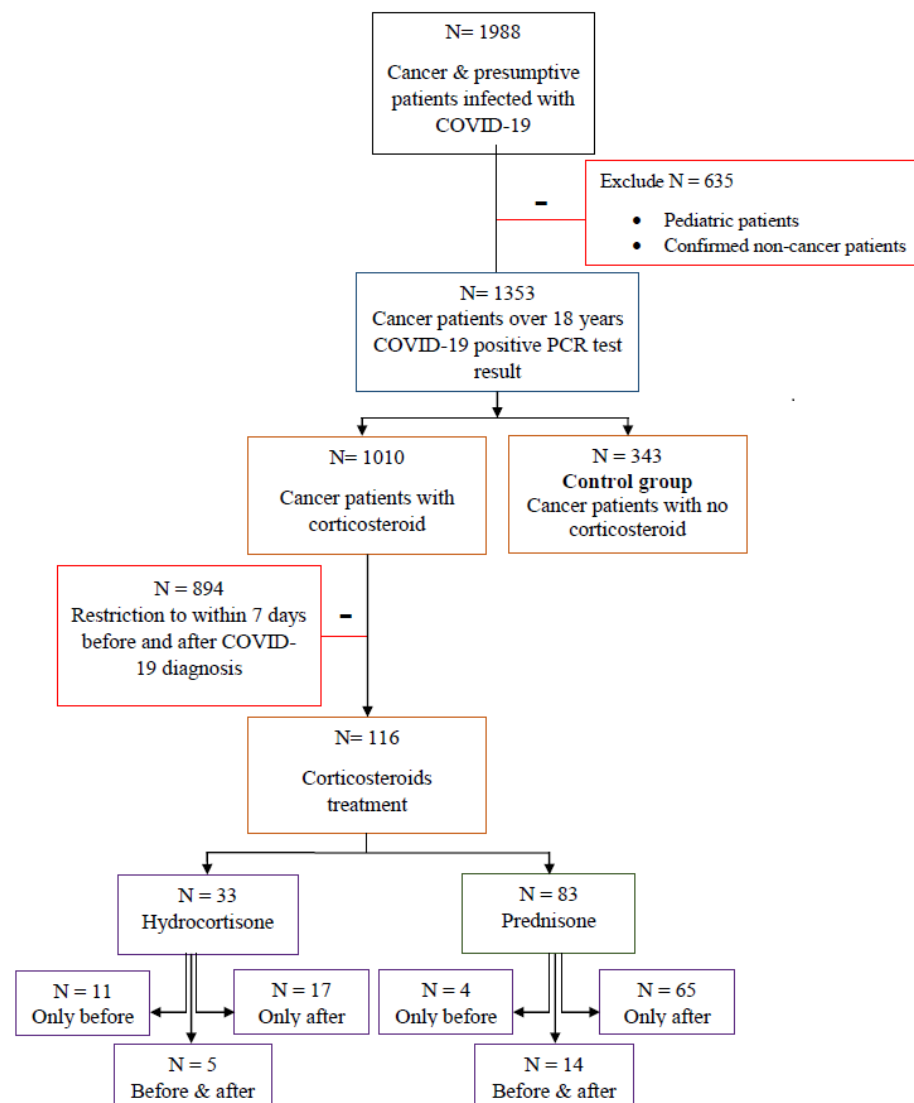 N= 1988
Cancer & presumptive
patients infected with
COVID-19
Exclude N = 635
• Pediatric patients
• Confirmed non-cancer patients
N= 1353
Cancer patients over 18 years
COVID-19 positive PCR test
result
N= 1010
Cancer patients with
corticosteroid
N = 343
Control group
Cancer patients with no
corticosteroid
N = 894
Restriction to within 7 days
before and after COVID-
19 diagnosis
N= 116
Corticosteroids
treatment
N = 33
Hydrocortisone
N = 83
Prednisone
N = 11
Only before
N = 17
Only after
N = 4
Only before
N = 65
Only after
N = 5
Before & after
N = 14
Before & after